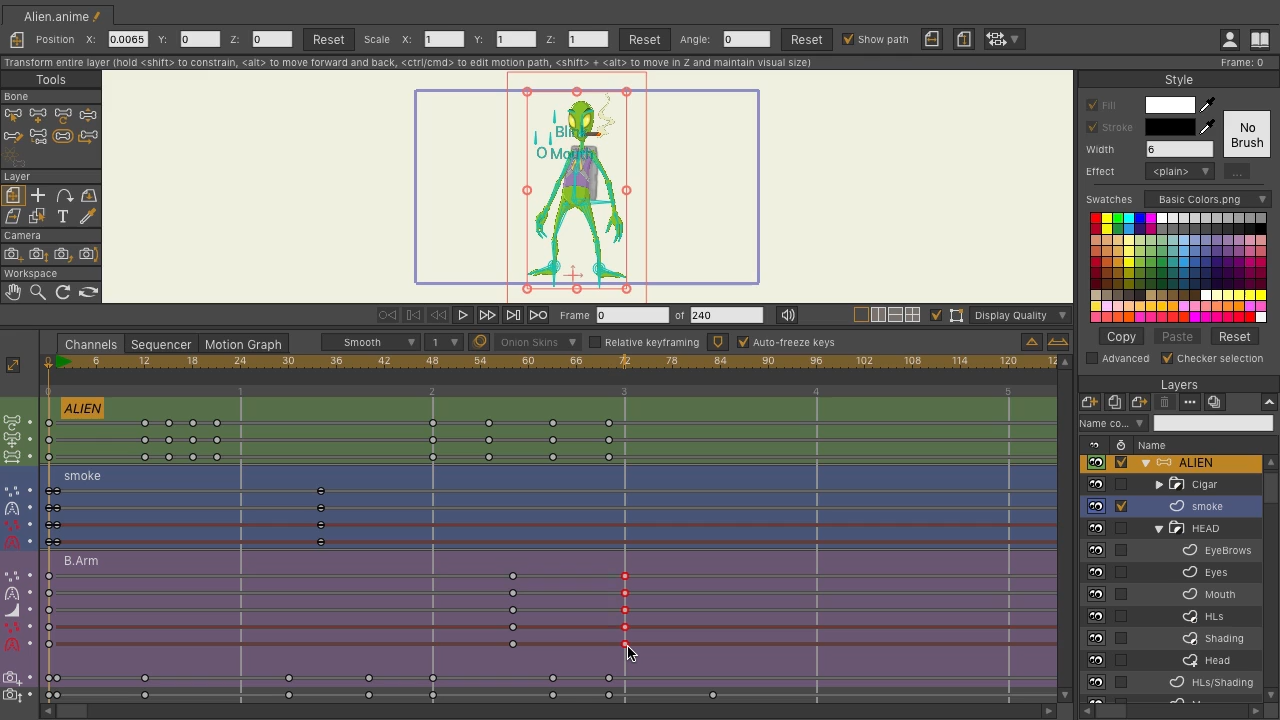 Alien.anime
Position X: 0.0065 Y: 0 Z: 0 Reset Scale X: 1 Y: 1 Z: 1 Reset Angle: 0 Reset Show path
Transform entire layer (hold <shift> to constrain, <alt> to move forward and back, <ctrl/cmd> to edit motion path, <shift> + <alt> to move in Z and maintain visual size) Frame: 0
Tools
Bone
Layer
Camera
Workspace
Blink
O Mouth
Frame 0 of 240 Display Quality
Channels Sequencer Motion Graph Smooth 1 Onion Skins Relative keyframing Auto-freeze keys
0 6 12 18 24 30 36 42 48 54 60 66 72 78 84 90 96 102 108 114 120
0 1 2 3 4 5
ALIEN
smoke
B.Arm
Style
Fill
Stroke
No Brush
Width 6
Effect <plain> ...
Swatches Basic Colors.png
Copy Paste Reset
Advanced Checker selection
Layers
Name co...
Name
ALIEN
Cigar
smoke
HEAD
EyeBrows
Eyes
Mouth
HLs
Shading
Head
HLs/Shading